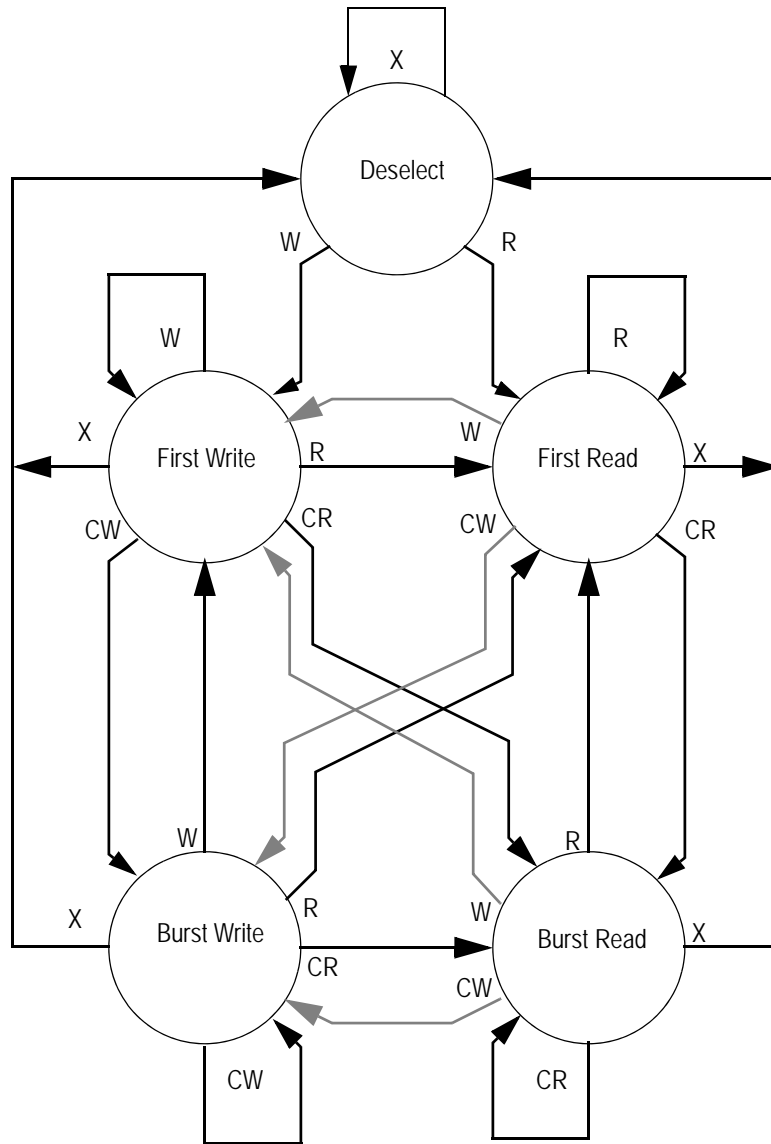 X
Deselect
W
R
W
R
X
W
First Write
R
First Read
X
CW
CR
CW
CR
W
R
X
R
W
Burst Write
Burst Read
X
CR
CW
CW
CR